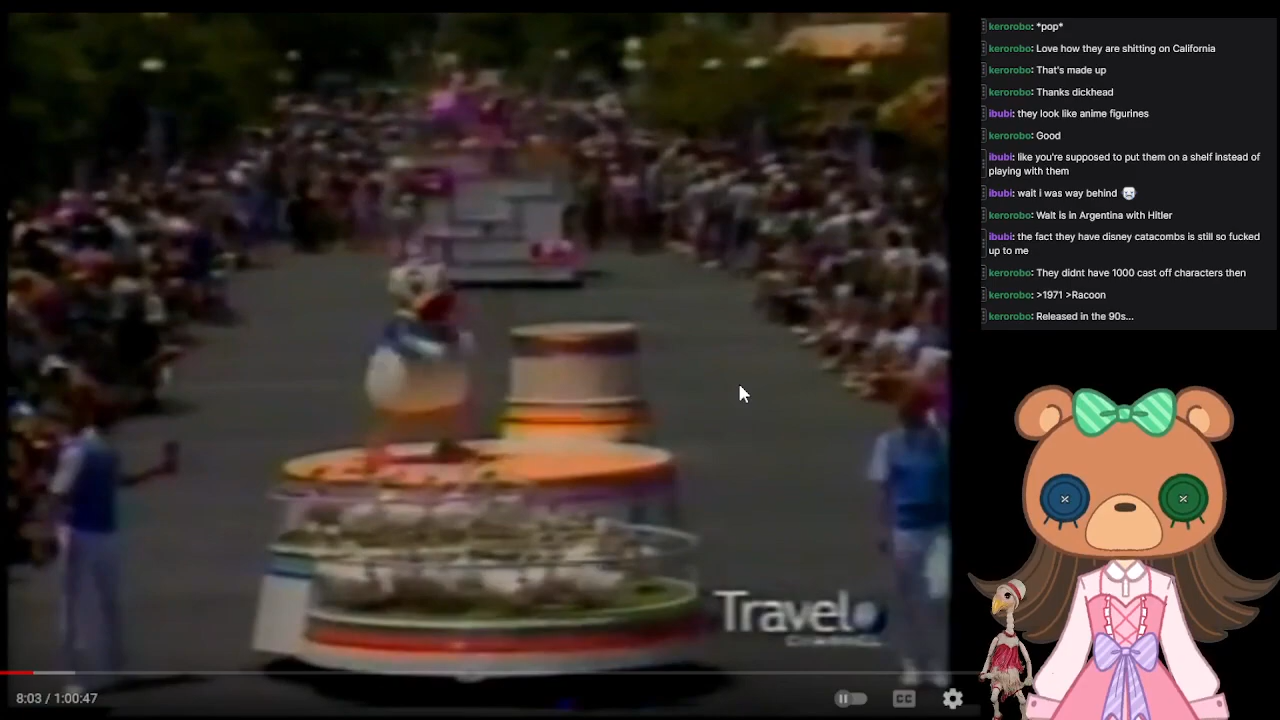 kerorobo: *pop*
kerorobo: Love how they are shitting on California
kerorobo: That's made up
kerorobo: Thanks dickhead
ibubi: they look like anime figurines
kerorobo: Good
ibubi: like you're supposed to put them on a shelf instead of
playing with them
ibubi: wait i was way behind
kerorobo: Walt is in Argentina with Hitler
ibubi: the fact they have disney catacombs is still so fucked
up to me
kerorobo: They didnt have 1000 cast off characters then
kerorobo: >1971 >Racoon
kerorobo: Released in the 90s...
Travel
CHANNEL
8:03 / 1:00:47
CC